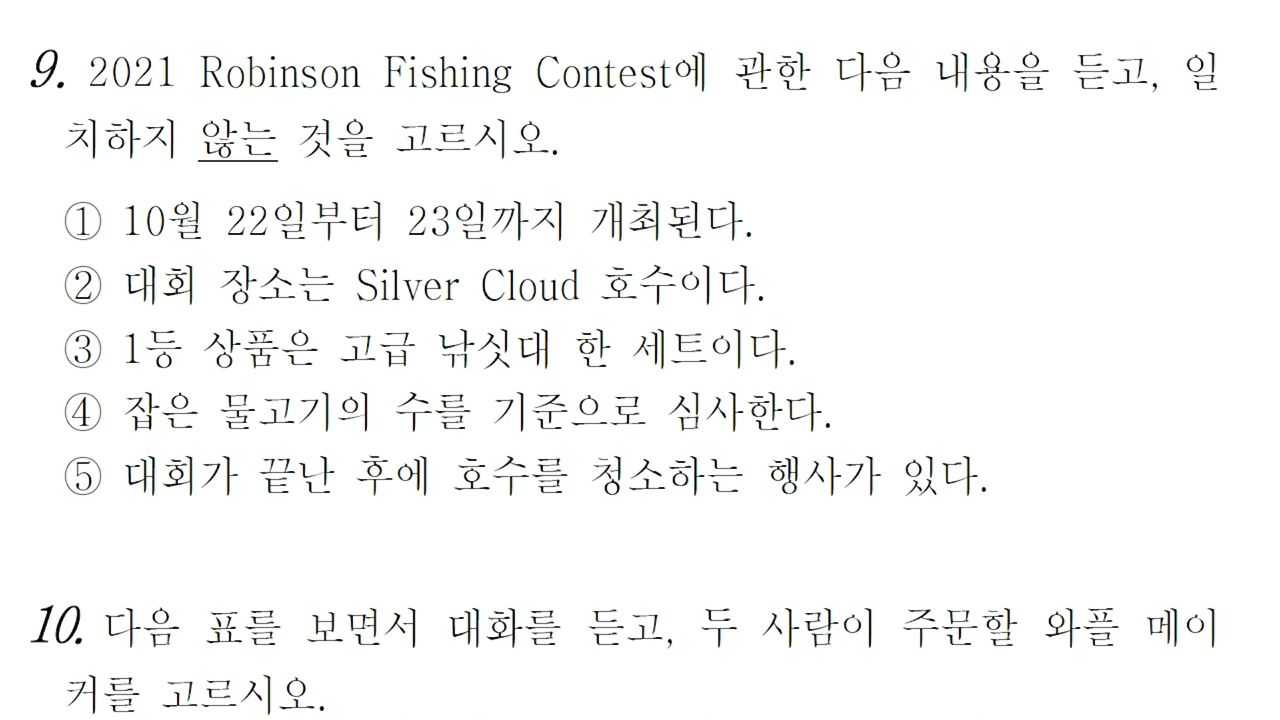 9. 2021 Robinson Fishing Contest에 관한 다음 내용을 듣고, 일
치하지 않는 것을 고르시오.
① 10월 22일부터 23일까지 개최된다.
② 대회 장소는 Silver Cloud 호수이다.
③ 1등 상품은 고급 낚싯대 한 세트이다.
④ 잡은 물고기의 수를 기준으로 심사한다.
⑤ 대회가 끝난 후에 호수를 청소하는 행사가 있다.
10. 다음 표를 보면서 대화를 듣고, 두 사람이 주문할 와플 메이
커를 고르시오.